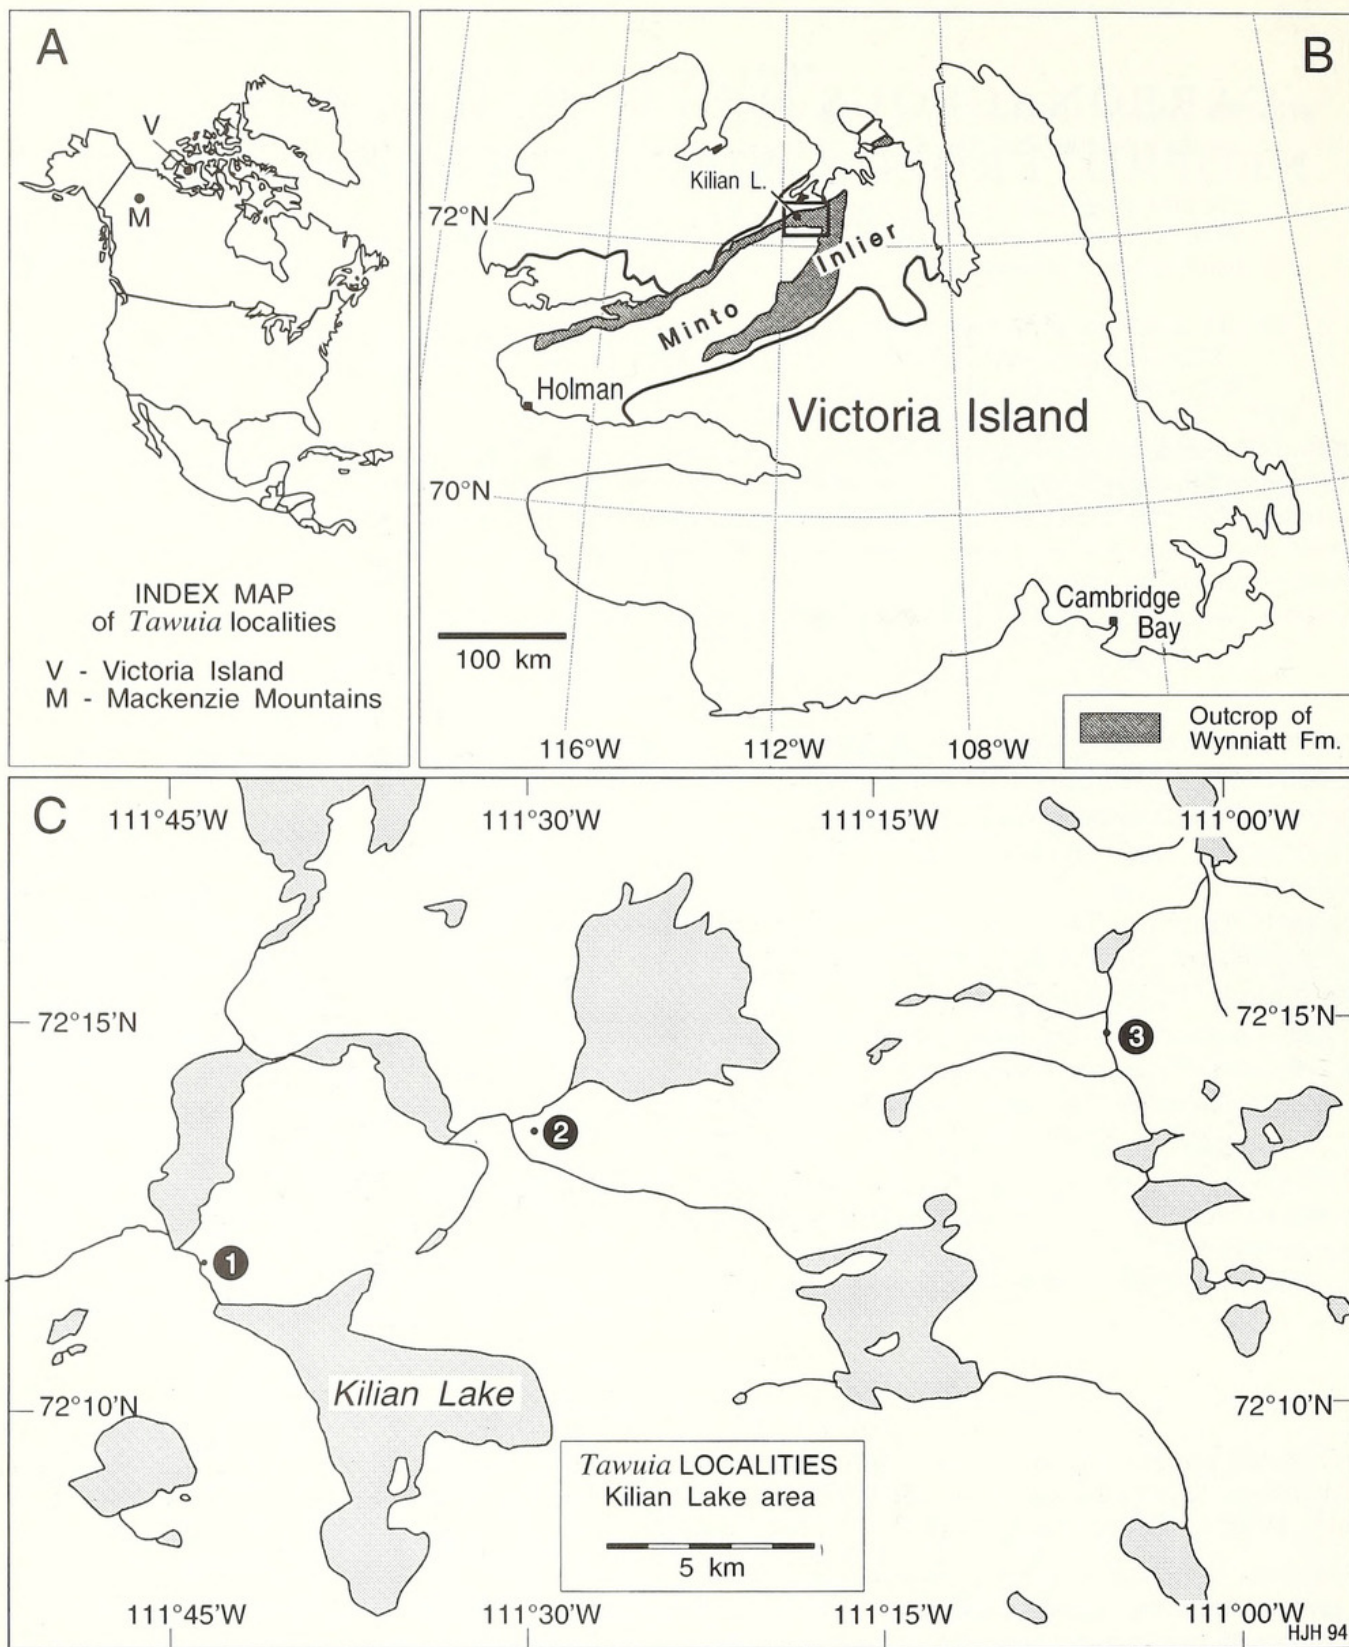 A
V
M
INDEX MAP
of Tawuia localities
V - Victoria Island
M - Mackenzie Mountains
B
Kilian L.
72°N
Inlier
Minto
Holman
Victoria Island
70°N
Cambridge
Bay
100 km
116°W 112°W 108°W
Outcrop of
Wynniatt Fm.
C
111°45'W 111°30'W 111°15'W 111°00'W
72°15'N 72°15'N
3
2
1
Kilian Lake
72°10'N 72°10'N
Tawuia LOCALITIES
Kilian Lake area
5 km
111°45'W 111°30'W 111°15'W 111°00'W
HJH 94